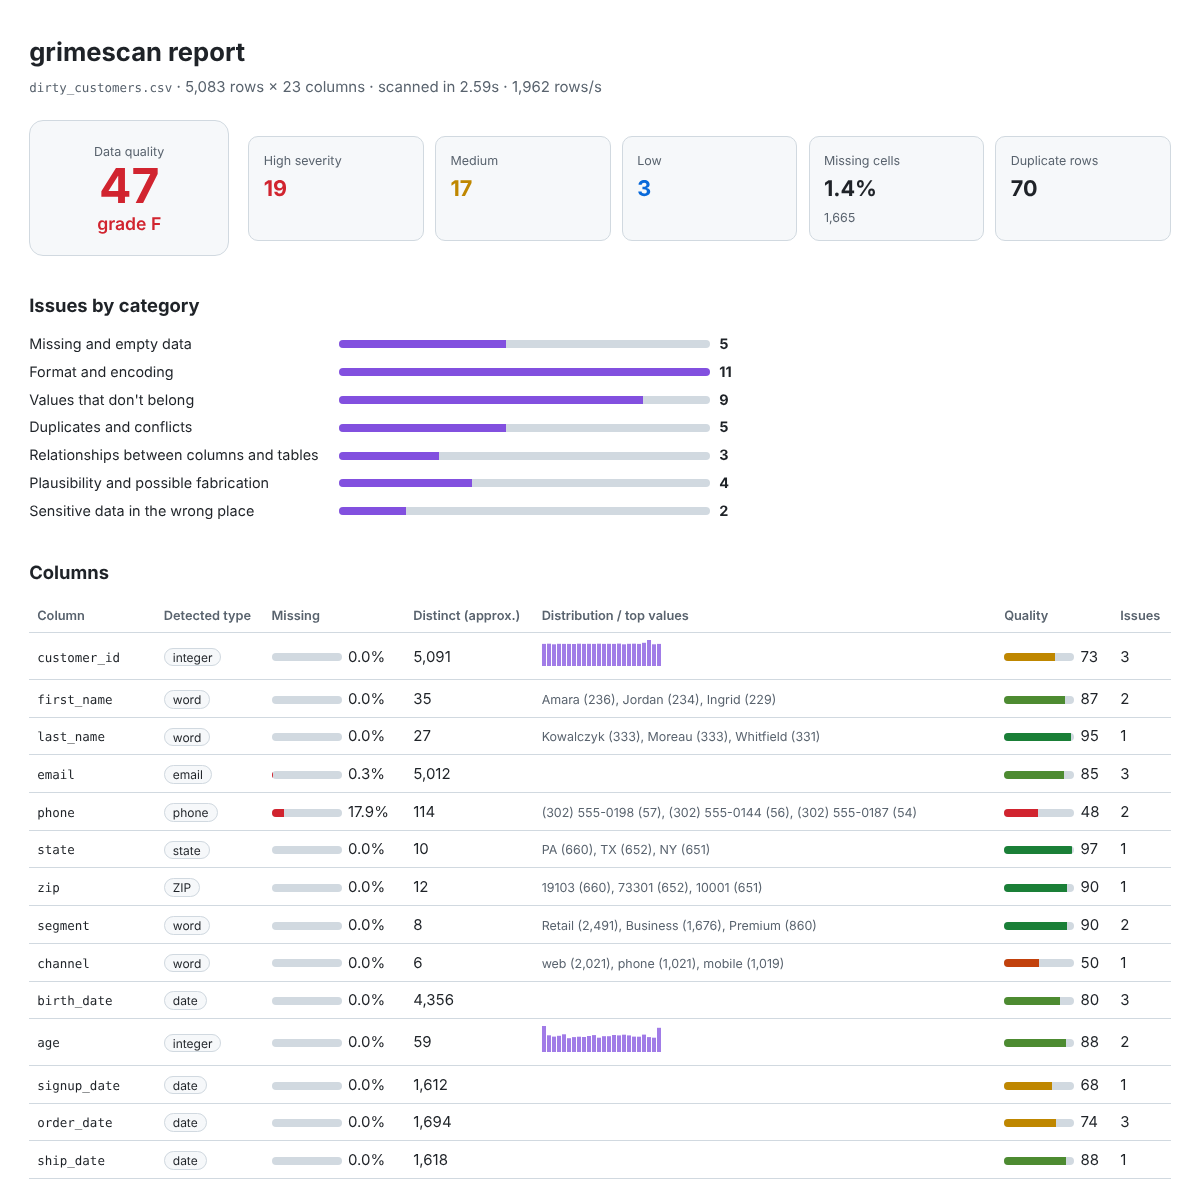 grimescan report
dirty_customers.csv · 5,083 rows × 23 columns · scanned in 2.59s · 1,962 rows/s
Data quality
47
grade F
High severity
19
Medium
17
Low
3
Missing cells
1.4%
1,665
Duplicate rows
70
Issues by category
Missing and empty data 5
Format and encoding 11
Values that don't belong 9
Duplicates and conflicts 5
Relationships between columns and tables 3
Plausibility and possible fabrication 4
Sensitive data in the wrong place 2
Columns
Column Detected type Missing Distinct (approx.) Distribution / top values Quality Issues
customer_id integer 0.0% 5,091 73 3
first_name word 0.0% 35 Amara (236), Jordan (234), Ingrid (229) 87 2
last_name word 0.0% 27 Kowalczyk (333), Moreau (333), Whitfield (331) 95 1
email email 0.3% 5,012 85 3
phone phone 17.9% 114 (302) 555-0198 (57), (302) 555-0144 (56), (302) 555-0187 (54) 48 2
state state 0.0% 10 PA (660), TX (652), NY (651) 97 1
zip ZIP 0.0% 12 19103 (660), 73301 (652), 10001 (651) 90 1
segment word 0.0% 8 Retail (2,491), Business (1,676), Premium (860) 90 2
channel word 0.0% 6 web (2,021), phone (1,021), mobile (1,019) 50 1
birth_date date 0.0% 4,356 80 3
age integer 0.0% 59 88 2
signup_date date 0.0% 1,612 68 1
order_date date 0.0% 1,694 74 3
ship_date date 0.0% 1,618 88 1